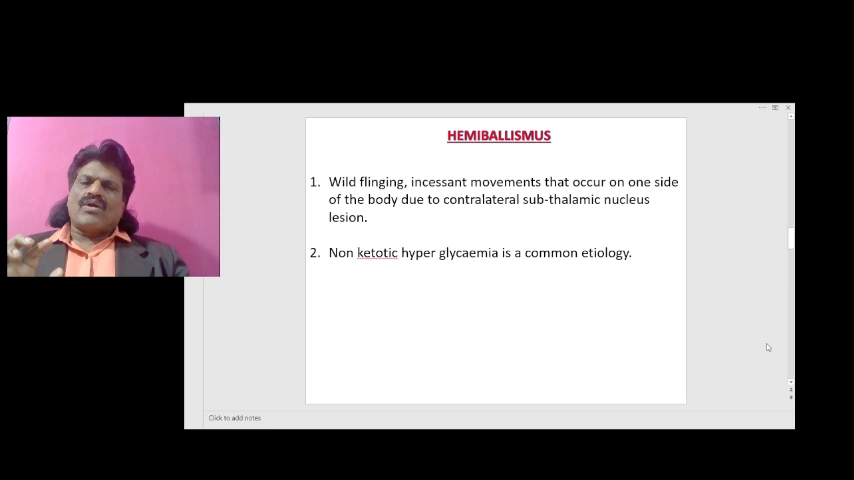 HEMIBALLISMUS
1. Wild flinging, incessant movements that occur on one side
of the body due to contralateral sub-thalamic nucleus
lesion.
2. Non ketotic hyper glycaemia is a common etiology.
Click to add notes